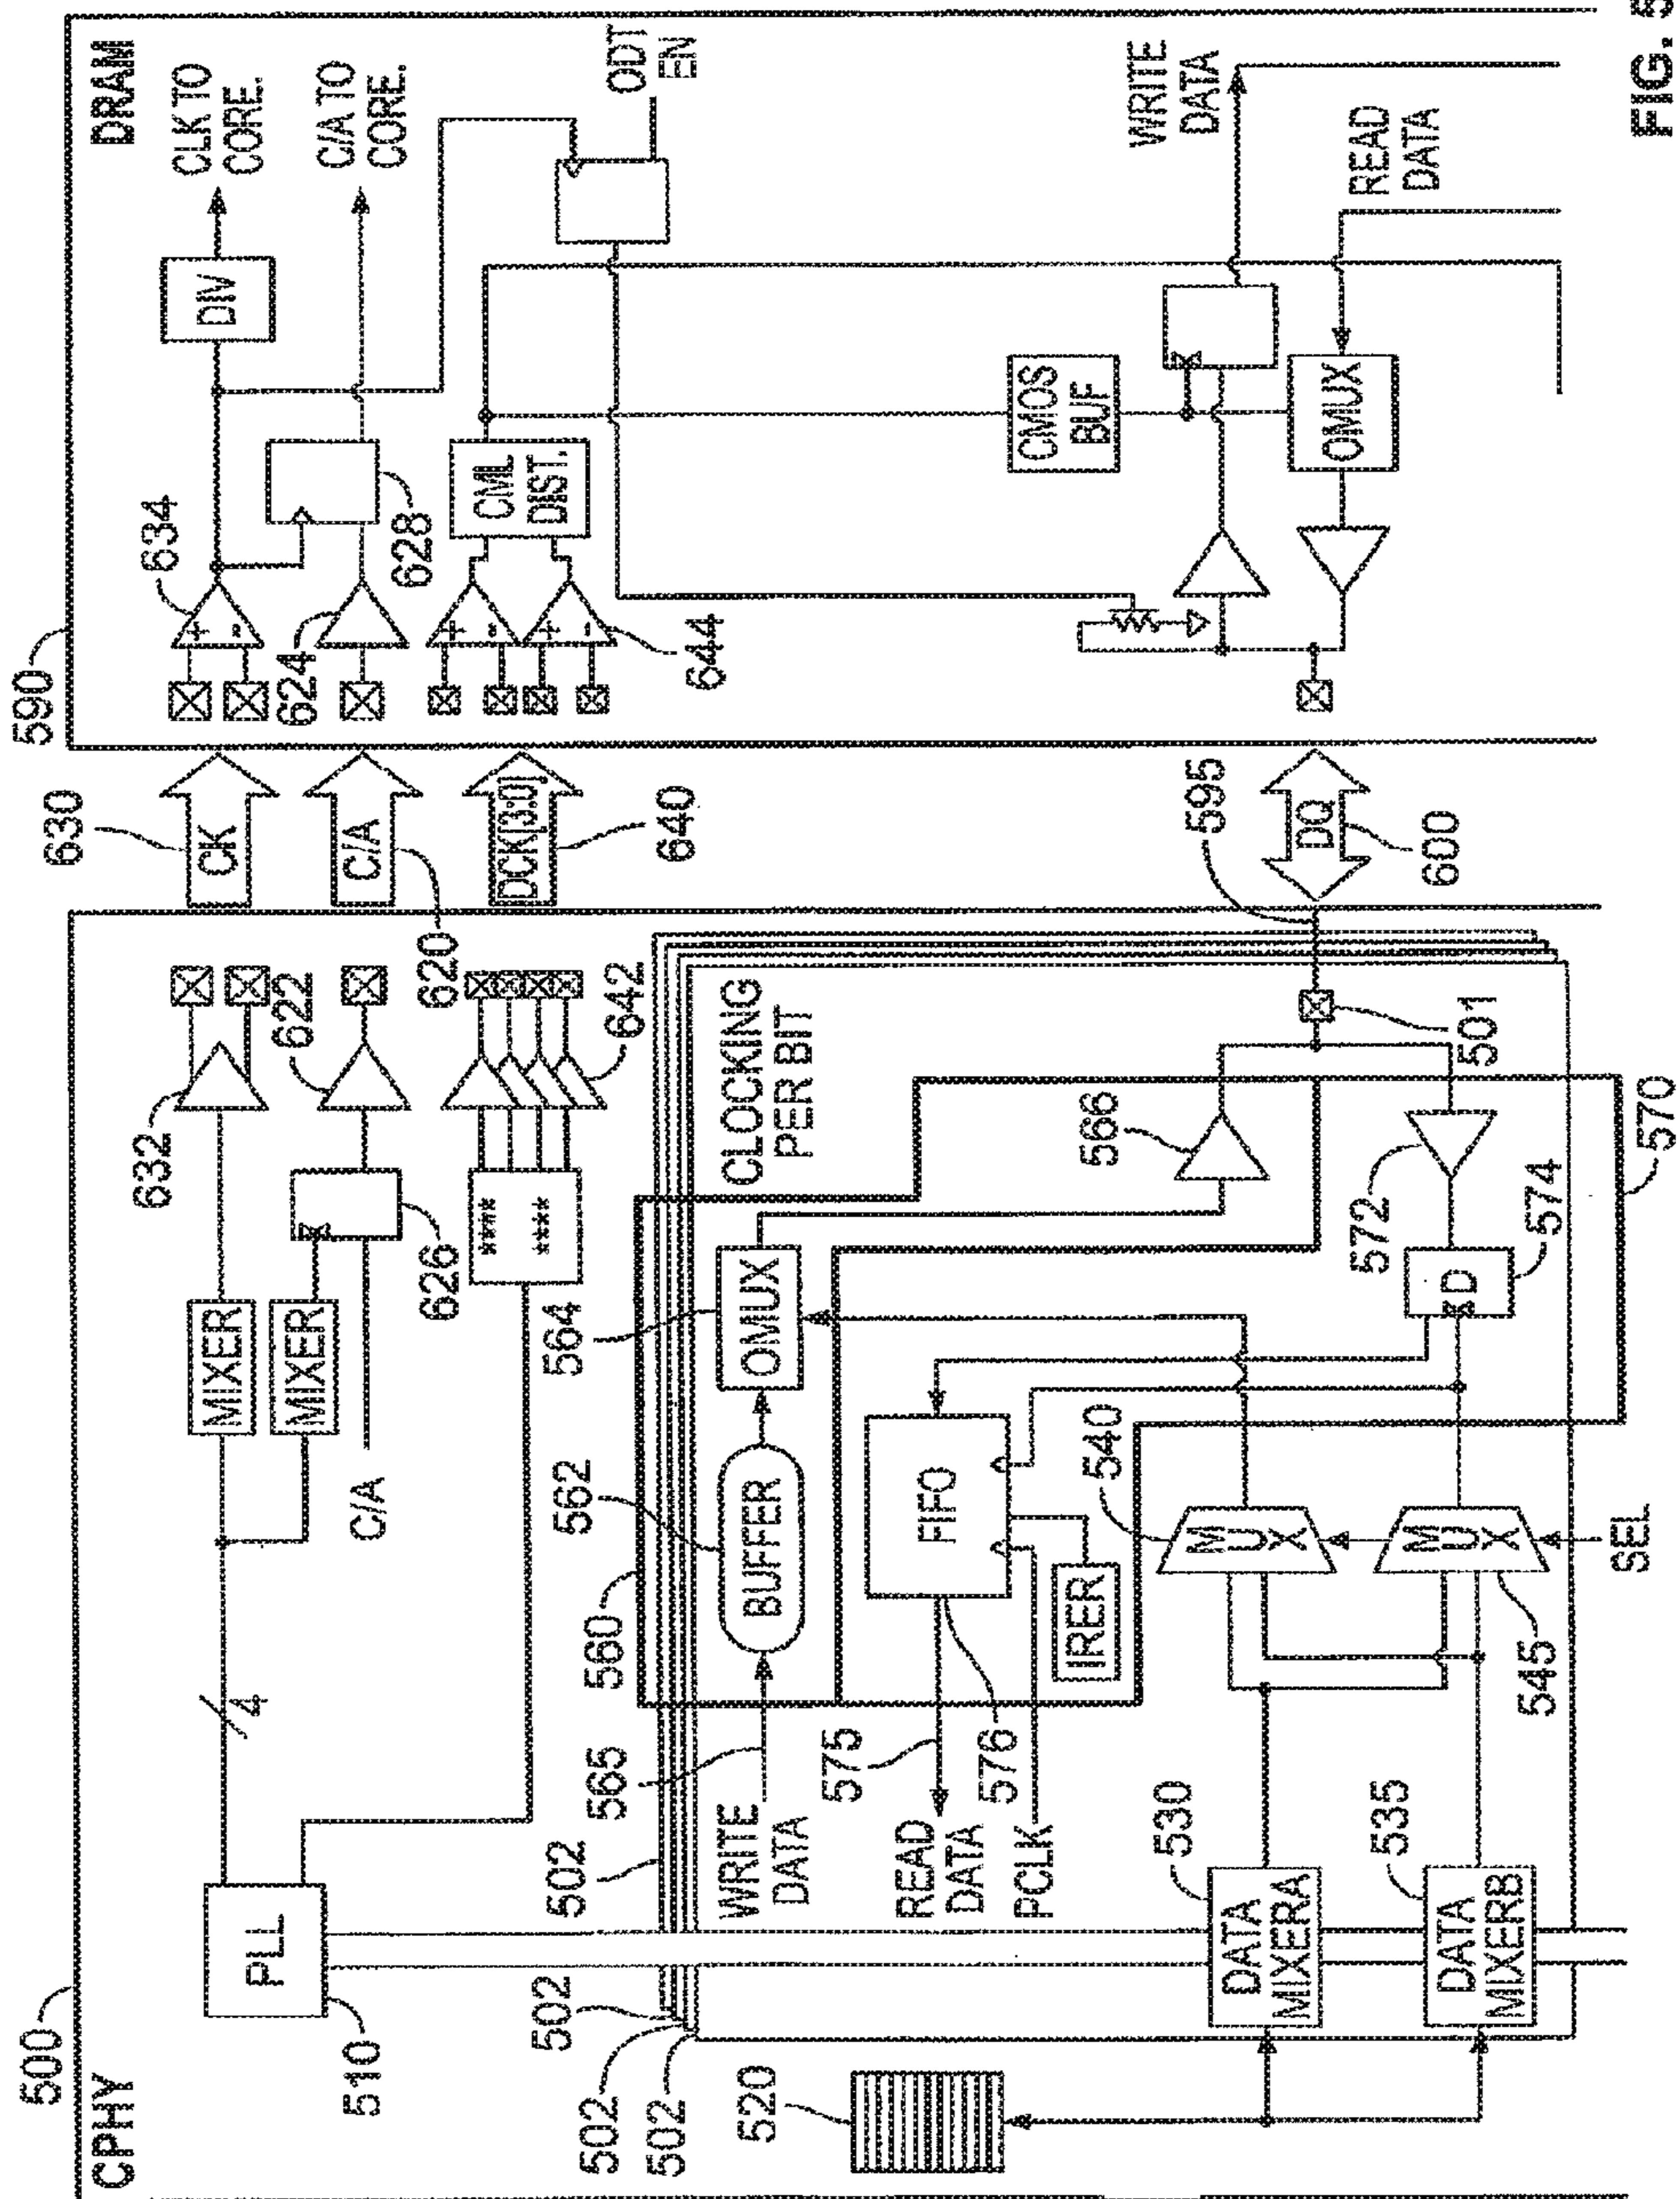 500
CPHY
PLL
510
4
MIXER
MIXER
C/A
632
622
626
****
****
620
642
630
CK
C/A
DCK[3:0]
640
590
DRAM
634
DIV
CLK TO
CORE.
624
628
C/A TO
CORE.
CML
DIST.
644
ODT
EN
502
502
502
502
520
565
560
562
564
CLOCKING
PER BIT
WRITE
DATA
BUFFER
OMUX
566
READ
DATA
575
576
FIFO
PCLK
IRER
530
DATA
MIXERA
535
DATA
MIXERB
540
MUX
545
MUX
SEL
572
D
574
570
501
595
DQ
600
CMOS
BUF
OMUX
WRITE
DATA
READ
DATA
FIG. 5